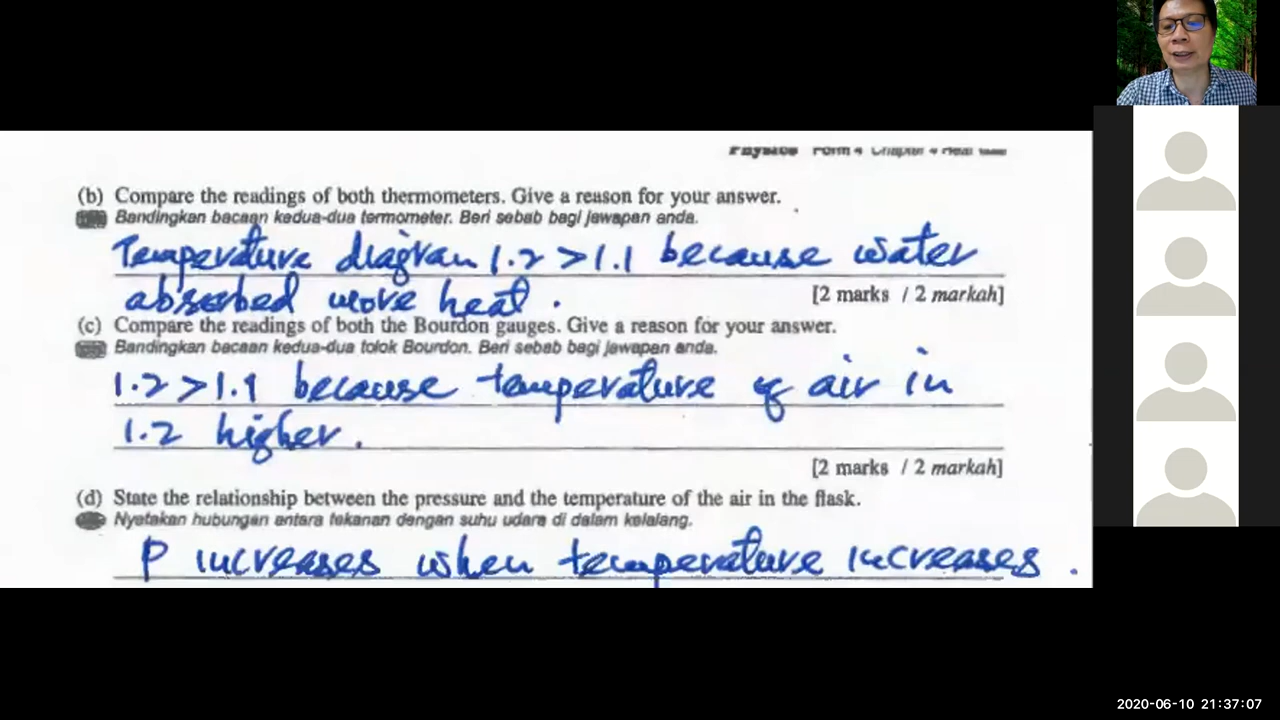 Physics Form 4 Chapter 4 Heat
(b) Compare the readings of both thermometers. Give a reason for your answer.
Bandingkan bacaan kedua-dua termometer. Beri sebab bagi jawapan anda.
Temperature diagram 1.2 > 1.1 because water
absorbed more heat.
[2 marks / 2 markah]
(c) Compare the readings of both the Bourdon gauges. Give a reason for your answer.
Bandingkan bacaan kedua-dua tolok Bourdon. Beri sebab bagi jawapan anda.
1.2 > 1.1 because temperature of air in
1.2 higher.
[2 marks / 2 markah]
(d) State the relationship between the pressure and the temperature of the air in the flask.
Nyatakan hubungan antara tekanan dengan suhu udara di dalam kelalang.
P increases when temperature increases.
2020-06-10 21:37:07